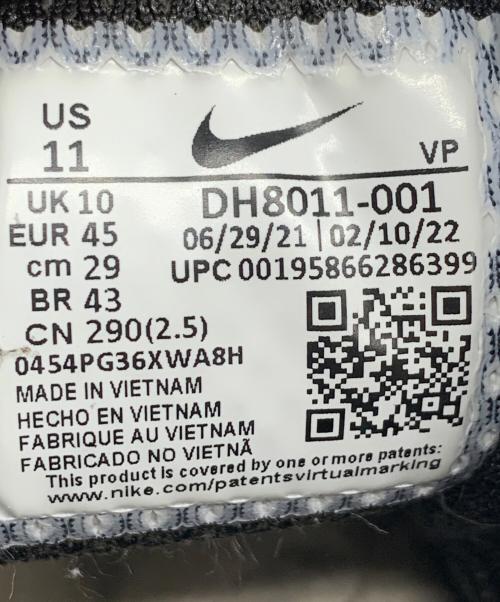 US
11
VP
UK 10
DH8011-001
EUR 45
06/29/21 | 02/10/22
cm 29
UPC 00195866286399
BR 43
CN 290(2.5)
0454PG36XWA8H
MADE IN VIETNAM
HECHO EN VIETNAM
FABRIQUE AU VIETNAM
FABRICADO NO VIETNÃ
This product is covered by one or more patents:
www.nike.com/patentsvirtualmarking